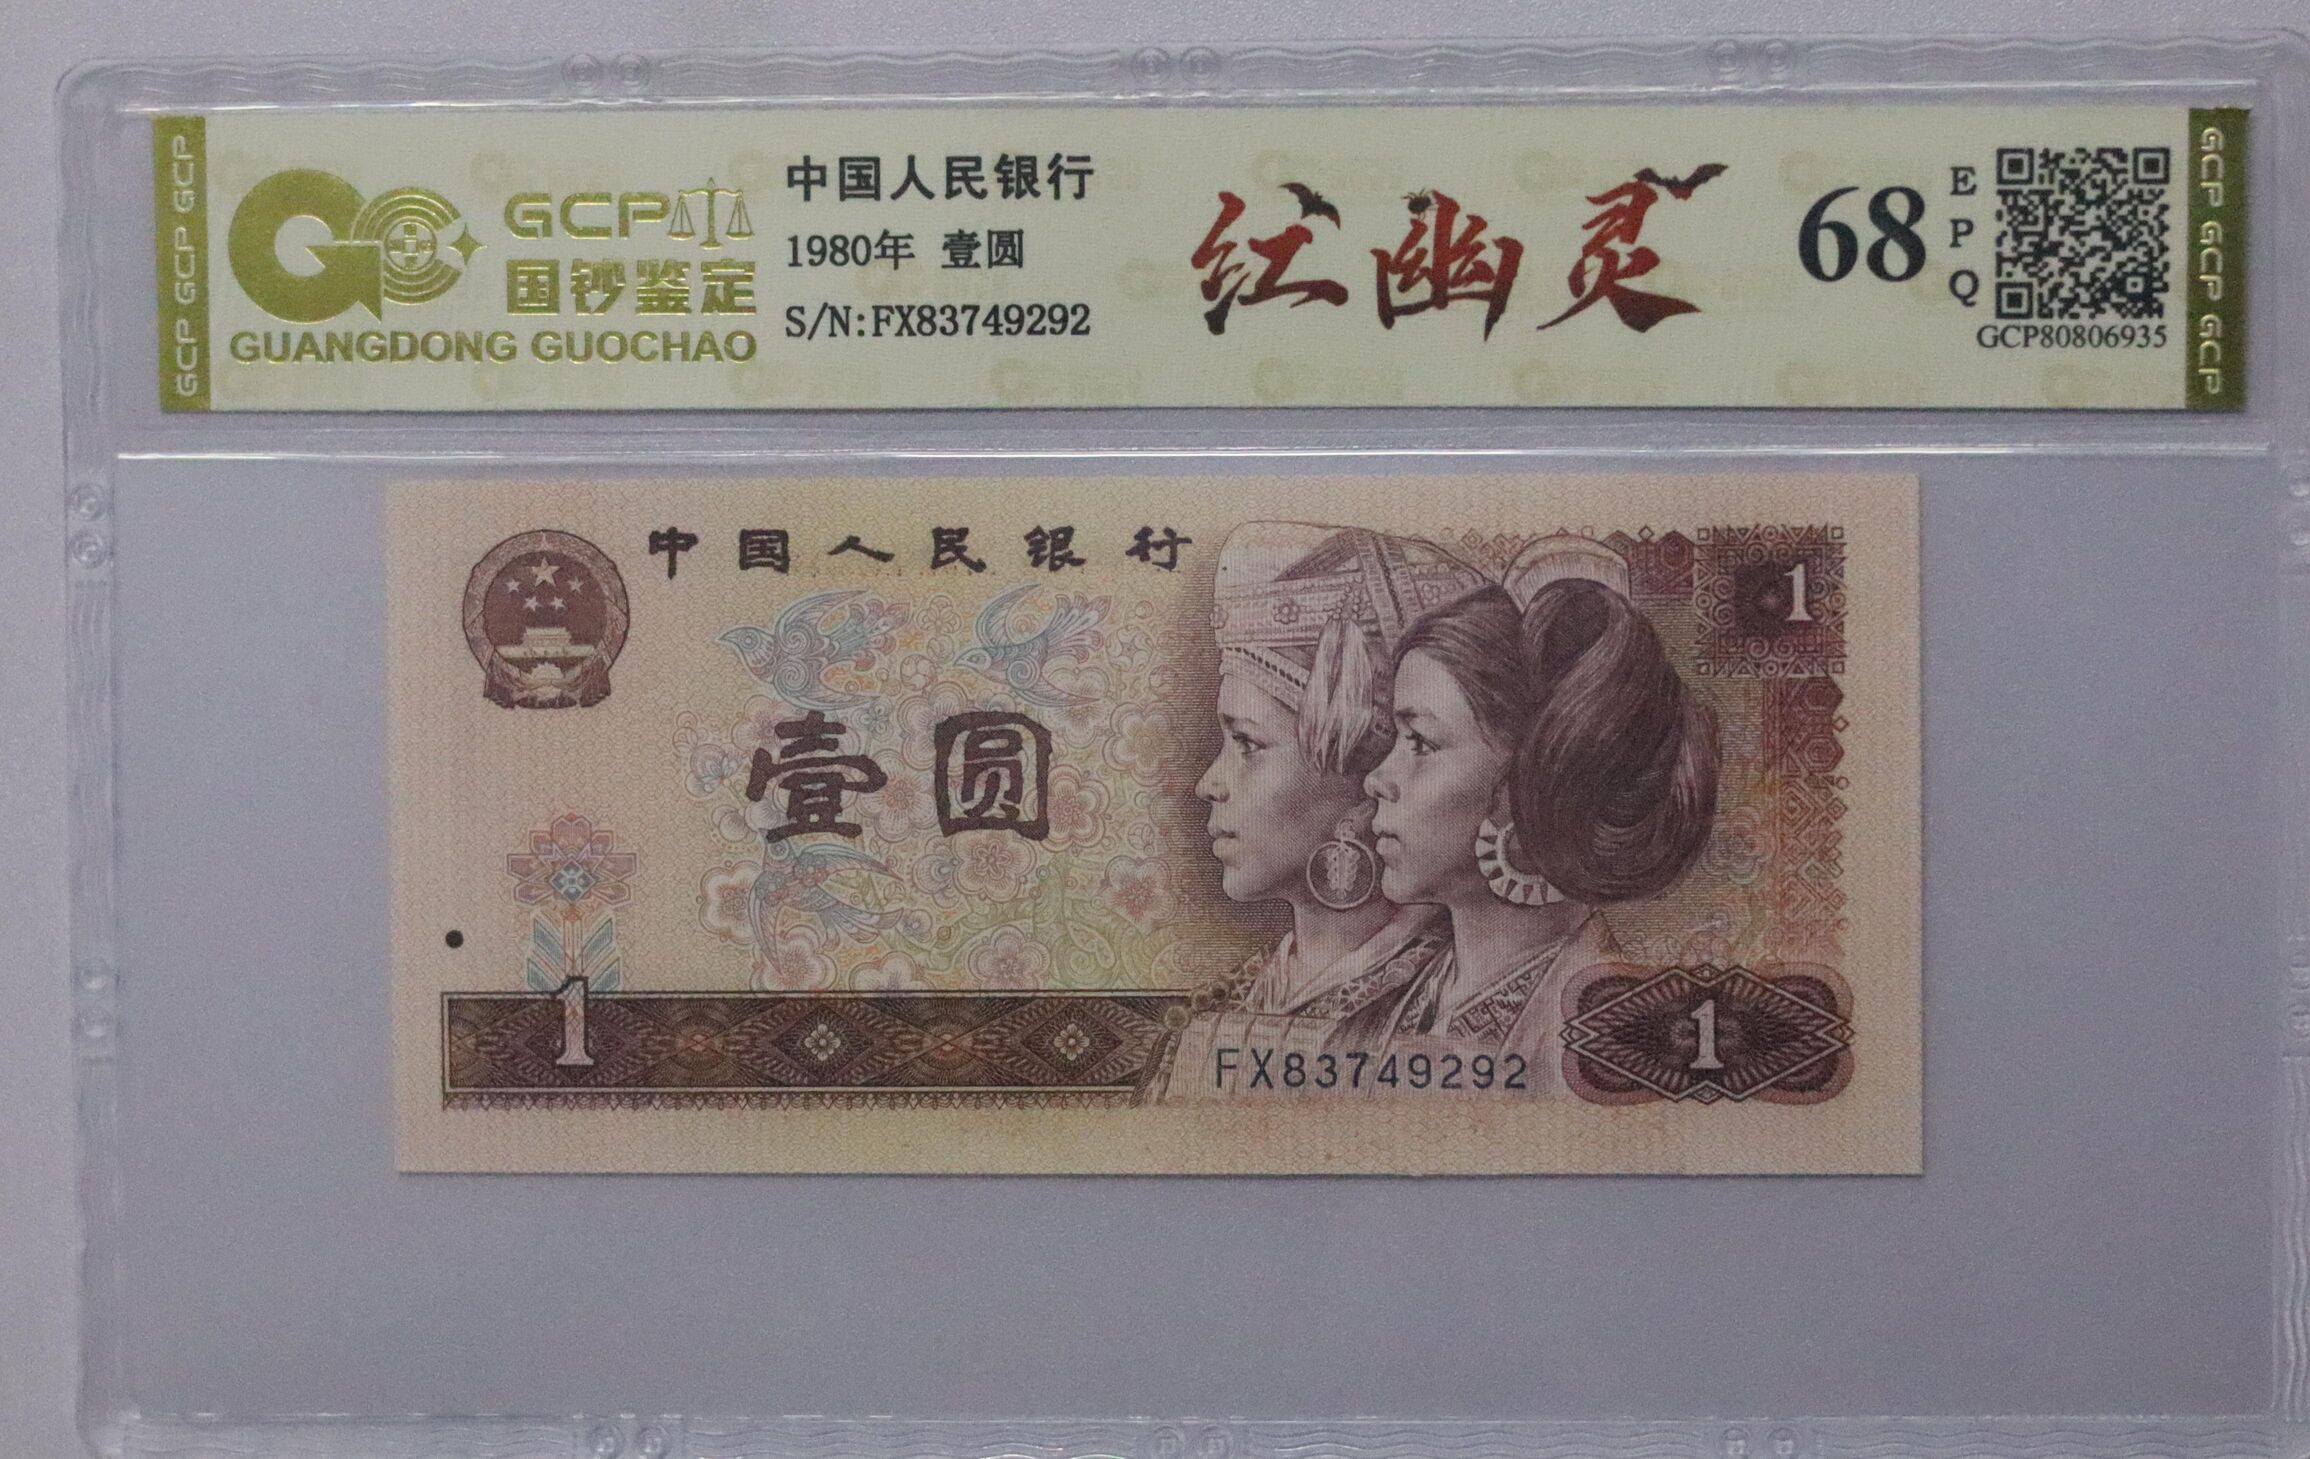 GCP GCP GCP
GCP
国钞鉴定
GUANGDONG GUOCHAO
中国人民银行
1980年 壹圆
S/N:FX83749292
红幽灵
68
EPQ
GCP80806935
GCP GCP GCP
中国人民银行
1
壹圆
1
FX83749292
1